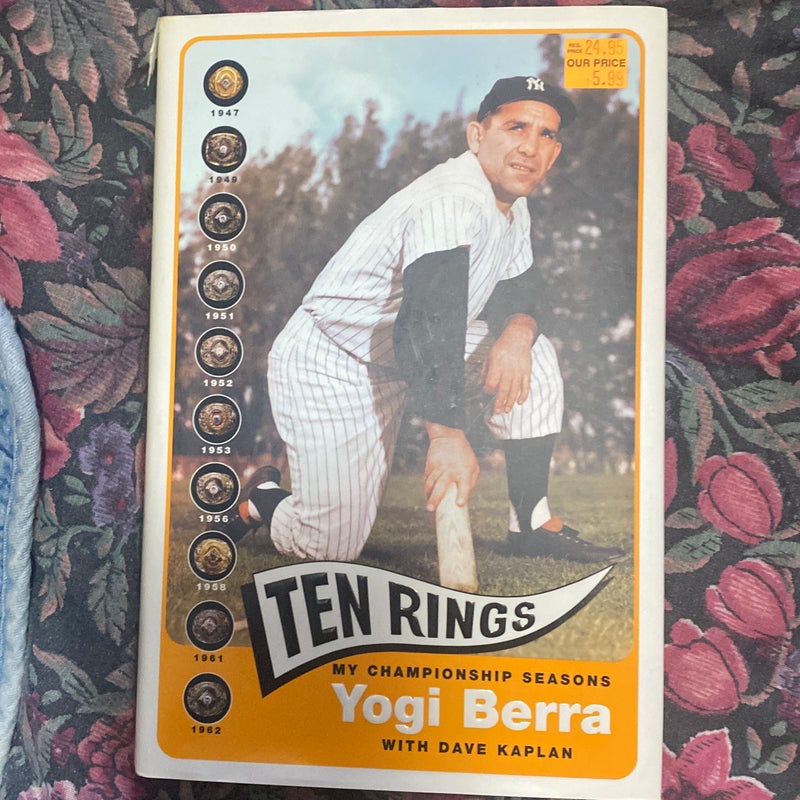 REG. PRICE 24.95
OUR PRICE
5.99
NY
1947
1949
1950
1951
1952
1953
1956
1958
1961
1962
TEN RINGS
MY CHAMPIONSHIP SEASONS
Yogi Berra
WITH DAVE KAPLAN